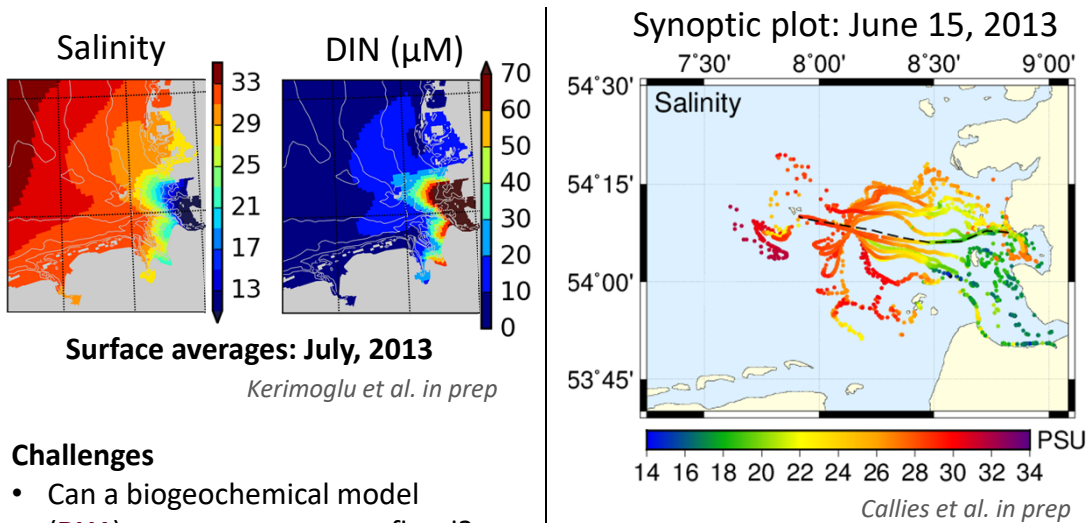 Salinity
DIN (µM)
33
29
25
21
17
13
70
60
50
40
30
20
10
0
Surface averages: July, 2013
Kerimoglu et al. in prep
Challenges
• Can a biogeochemical model
Synoptic plot: June 15, 2013
7˚30' 8˚00' 8˚30' 9˚00'
54˚30'
54˚15'
54˚00'
53˚45'
Salinity
PSU
14 16 18 20 22 24 26 28 30 32 34
Callies et al. in prep